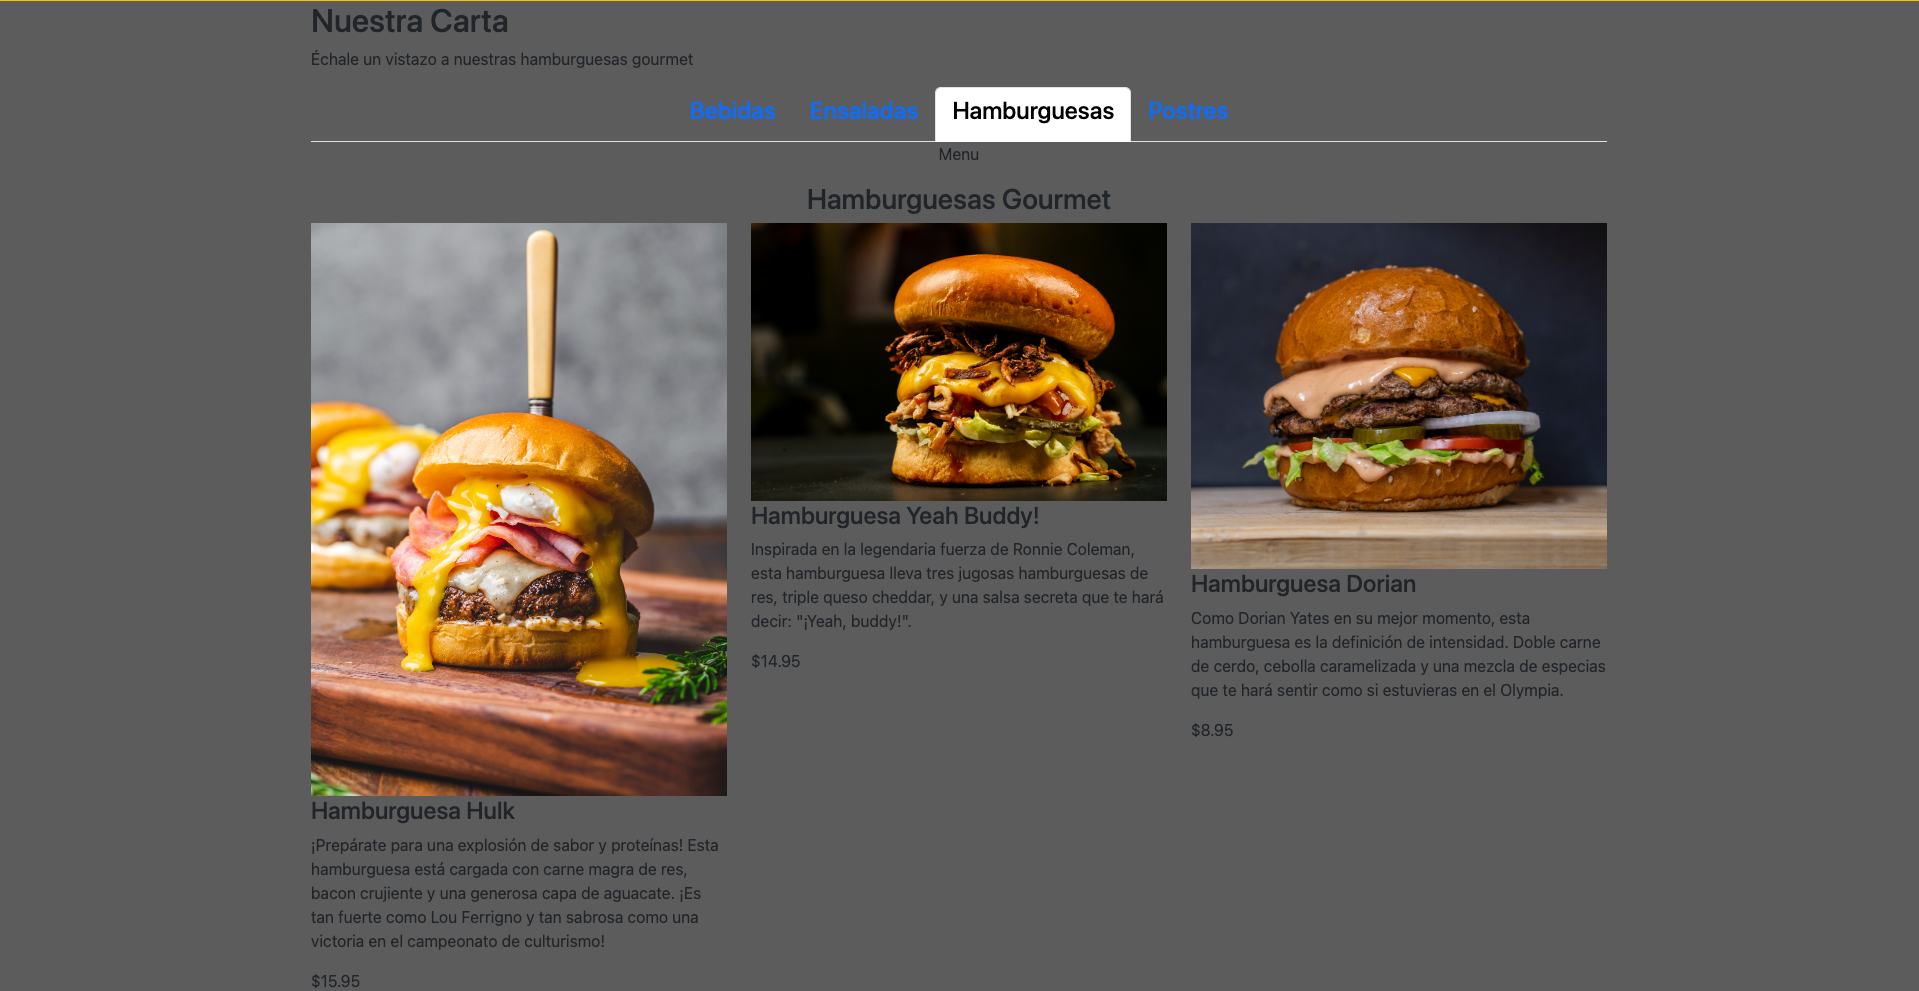 Nuestra Carta
Échale un vistazo a nuestras hamburguesas gourmet
Bebidas Ensaladas Hamburguesas Postres
Menu
Hamburguesas Gourmet
Hamburguesa Hulk
¡Prepárate para una explosión de sabor y proteínas! Esta
hamburguesa está cargada con carne magra de res,
bacon crujiente y una generosa capa de aguacate. ¡Es
tan fuerte como Lou Ferrigno y tan sabrosa como una
victoria en el campeonato de culturismo!
$15.95
Hamburguesa Yeah Buddy!
Inspirada en la legendaria fuerza de Ronnie Coleman,
esta hamburguesa lleva tres jugosas hamburguesas de
res, triple queso cheddar, y una salsa secreta que te hará
decir: "¡Yeah, buddy!".
$14.95
Hamburguesa Dorian
Como Dorian Yates en su mejor momento, esta
hamburguesa es la definición de intensidad. Doble carne
de cerdo, cebolla caramelizada y una mezcla de especias
que te hará sentir como si estuvieras en el Olympia.
$8.95